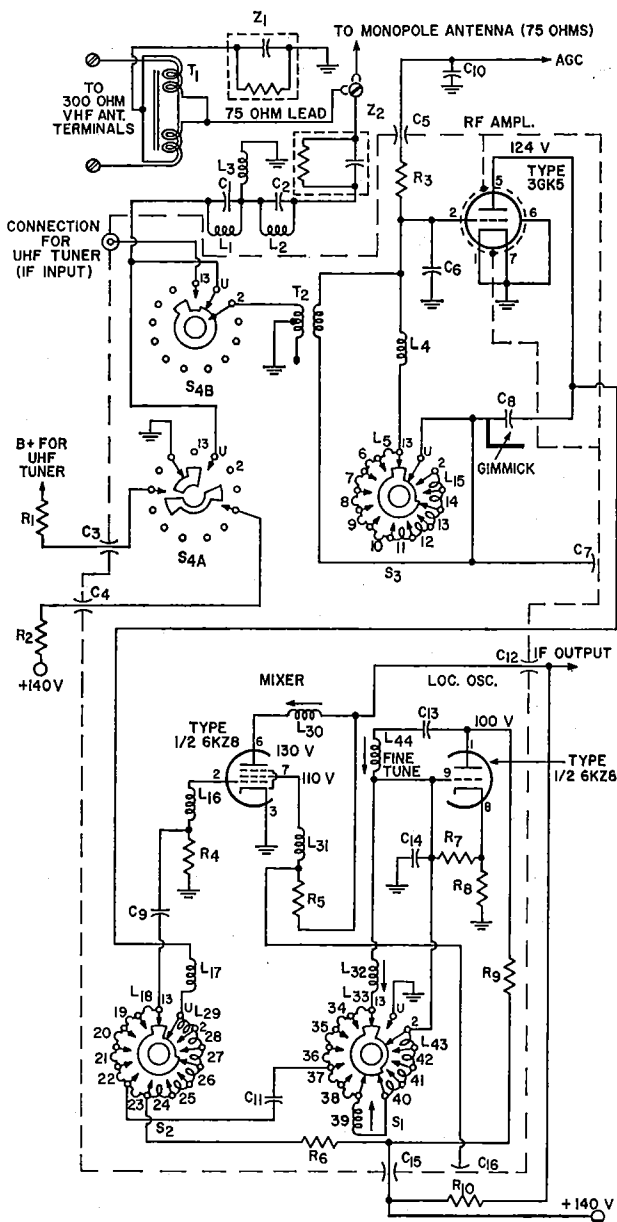 Z1
TO MONOPOLE ANTENNA (75 OHMS)
T1
C10
AGC
TO
300 OHM
VHF ANT.
TERMINALS
75 OHM LEAD
Z2
C5
RF AMPL.
124 V
TYPE
3GK5
L3
R3
C
C2
5
2
6
1
7
L1
L2
CONNECTION
FOR
UHF TUNER
(IF INPUT)
C6
13
U
2
T2
L4
S4B
C8
B+ FOR
UHF
TUNER
13
U
2
L5
13
U
2
GIMMICK
6
7
8
9
10
11
12
13
14
L15
R1
C3
S4A
S3
C7
C4
R2
+140 V
C12
IF OUTPUT
MIXER
LOC. OSC.
TYPE
1/2 6KZ8
L30
C13
100 V
6
130 V
L44
1
TYPE
1/2 6KZ8
2
7
110V
FINE
TUNE
9
L16
3
8
L31
C14
R7
R4
R5
R8
C9
L17
L32
R9
L18
13
U
L29
L33
13
U
19
20
21
22
23
24
25
26
27
28
2
34
35
36
37
38
39
40
41
42
L43
2
C11
S2
S1
R6
C15
C16
R10
+140 V